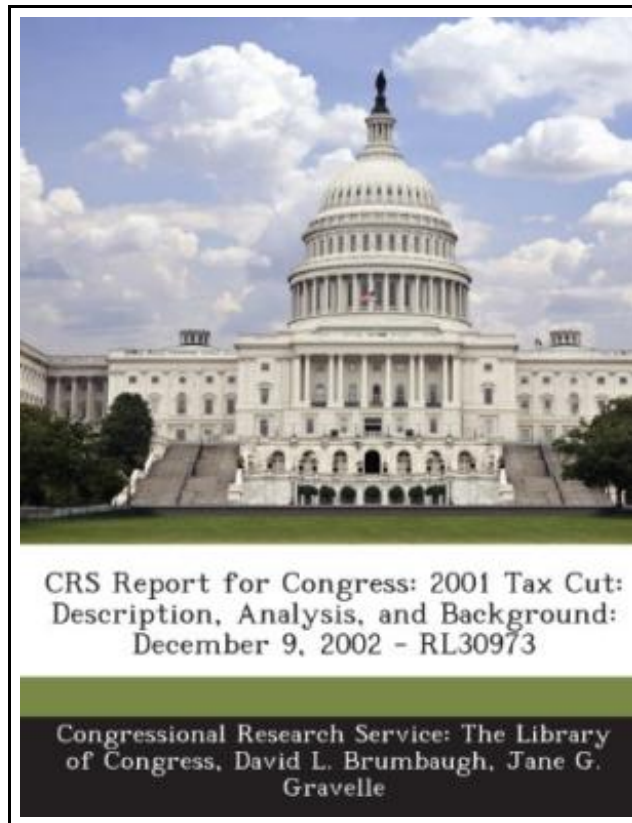 CRS Report for Congress: 2001 Tax Cut:
Description, Analysis, and Background:
December 9, 2002 - RL30973
Congressional Research Service: The Library
of Congress, David L. Brumbaugh, Jane G.
Gravelle